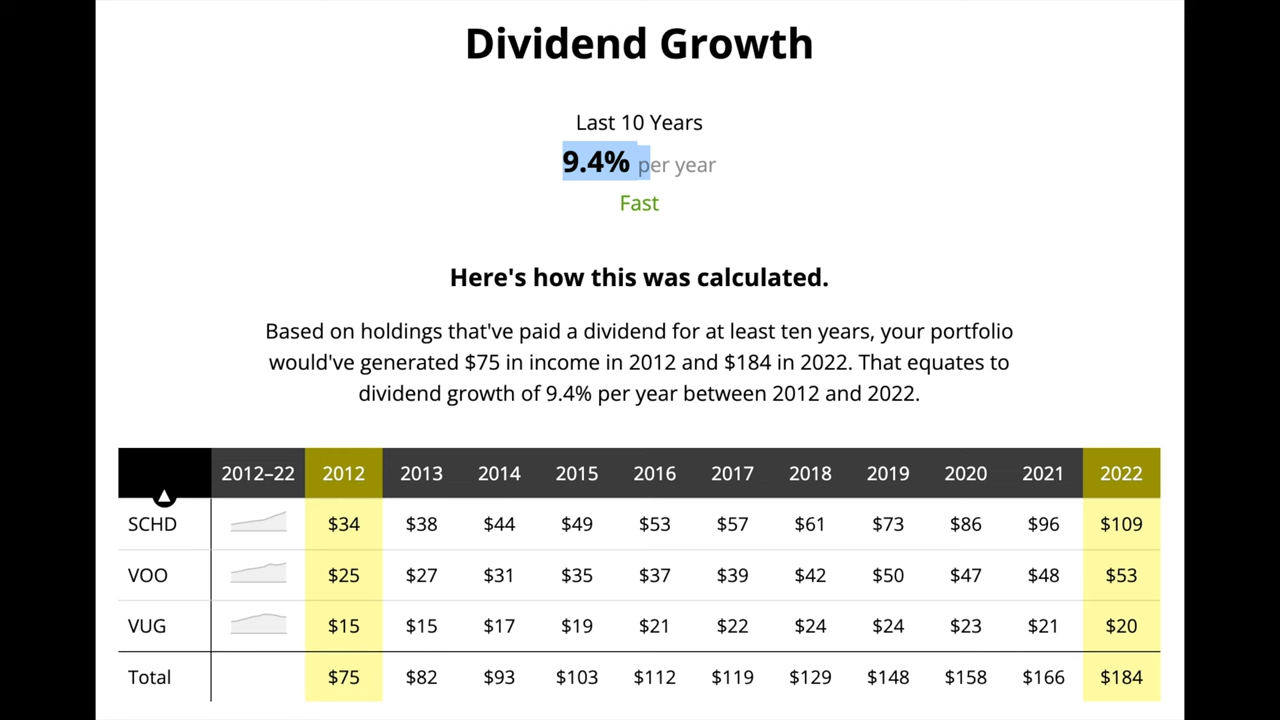 Dividend Growth
Last 10 Years
9.4% per year
Fast
Here's how this was calculated.
Based on holdings that've paid a dividend for at least ten years, your portfolio
would've generated $75 in income in 2012 and $184 in 2022. That equates to
dividend growth of 9.4% per year between 2012 and 2022.
2012–22 2012 2013 2014 2015 2016 2017 2018 2019 2020 2021 2022
SCHD $34 $38 $44 $49 $53 $57 $61 $73 $86 $96 $109
VOO $25 $27 $31 $35 $37 $39 $42 $50 $47 $48 $53
VUG $15 $15 $17 $19 $21 $22 $24 $24 $23 $21 $20
Total $75 $82 $93 $103 $112 $119 $129 $148 $158 $166 $184